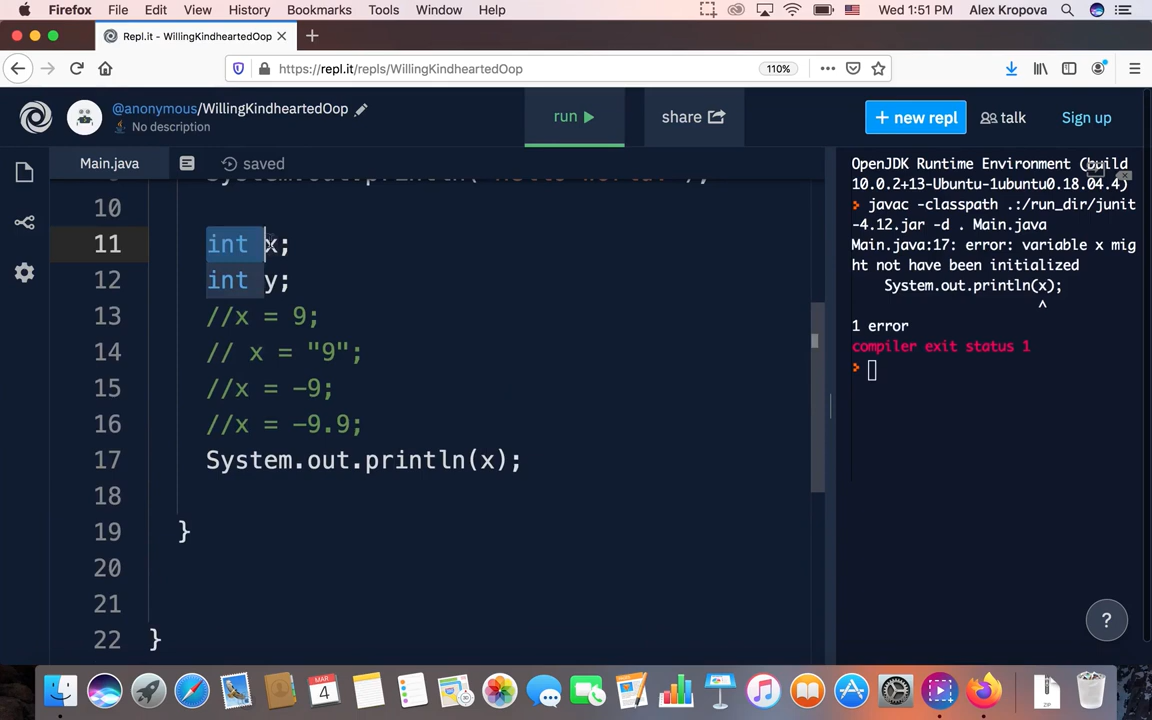 Firefox File Edit View History Bookmarks Tools Window Help Wed 1:51 PM Alex Kropova
Repl.it - WillingKindheartedOop
https://repl.it/repls/WillingKindheartedOop 110%
@anonymous/WillingKindheartedOop
No description
run
share
+ new repl
talk
Sign up
Main.java
saved
10
11 int x;
12 int y;
13 //x = 9;
14 // x = "9";
15 //x = -9;
16 //x = -9.9;
17 System.out.println(x);
18
19 }
20
21
22 }
OpenJDK Runtime Environment (build
10.0.2+13-Ubuntu-1ubuntu0.18.04.4)
javac -classpath .:/run_dir/junit
-4.12.jar -d . Main.java
Main.java:17: error: variable x mig
ht not have been initialized
System.out.println(x);
^
1 error
compiler exit status 1
?
MAR
4
ZIP